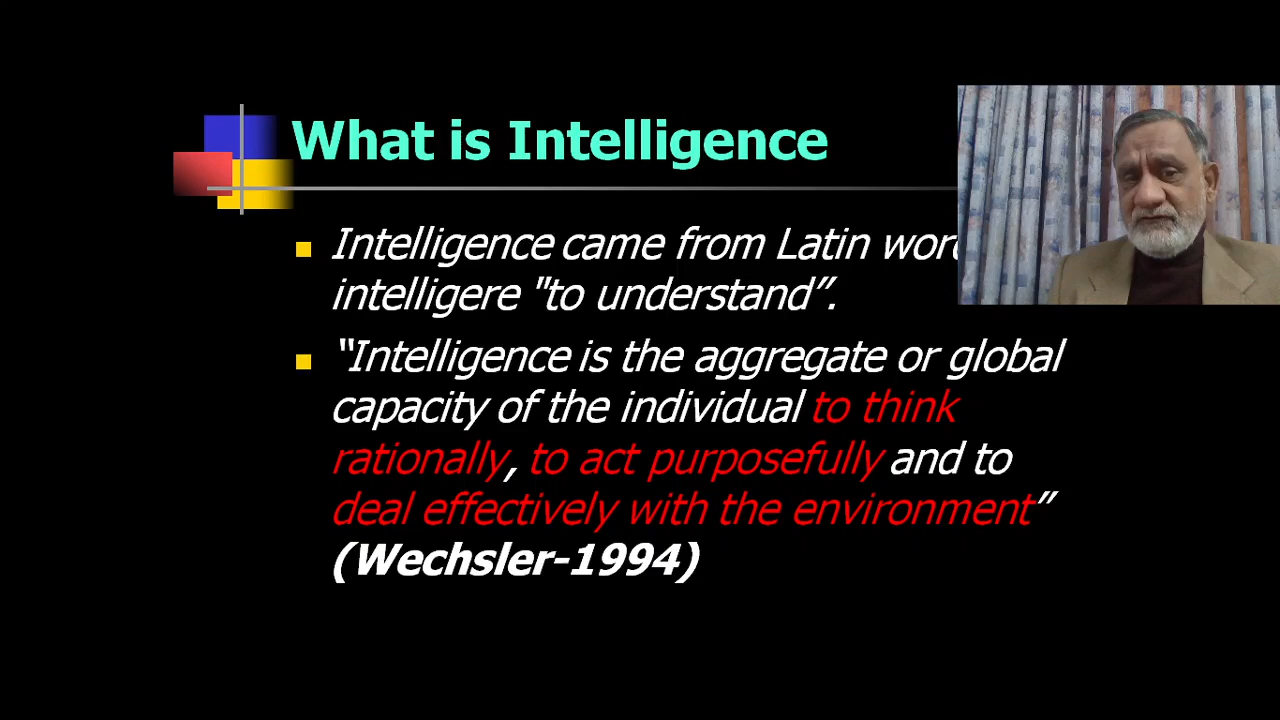 What is Intelligence
Intelligence came from Latin
intelligere "to understand”.
“Intelligence is the aggregate or global
capacity of the individual to think
rationally, to act purposefully and to
deal effectively with the environment”
(Wechsler-1994)